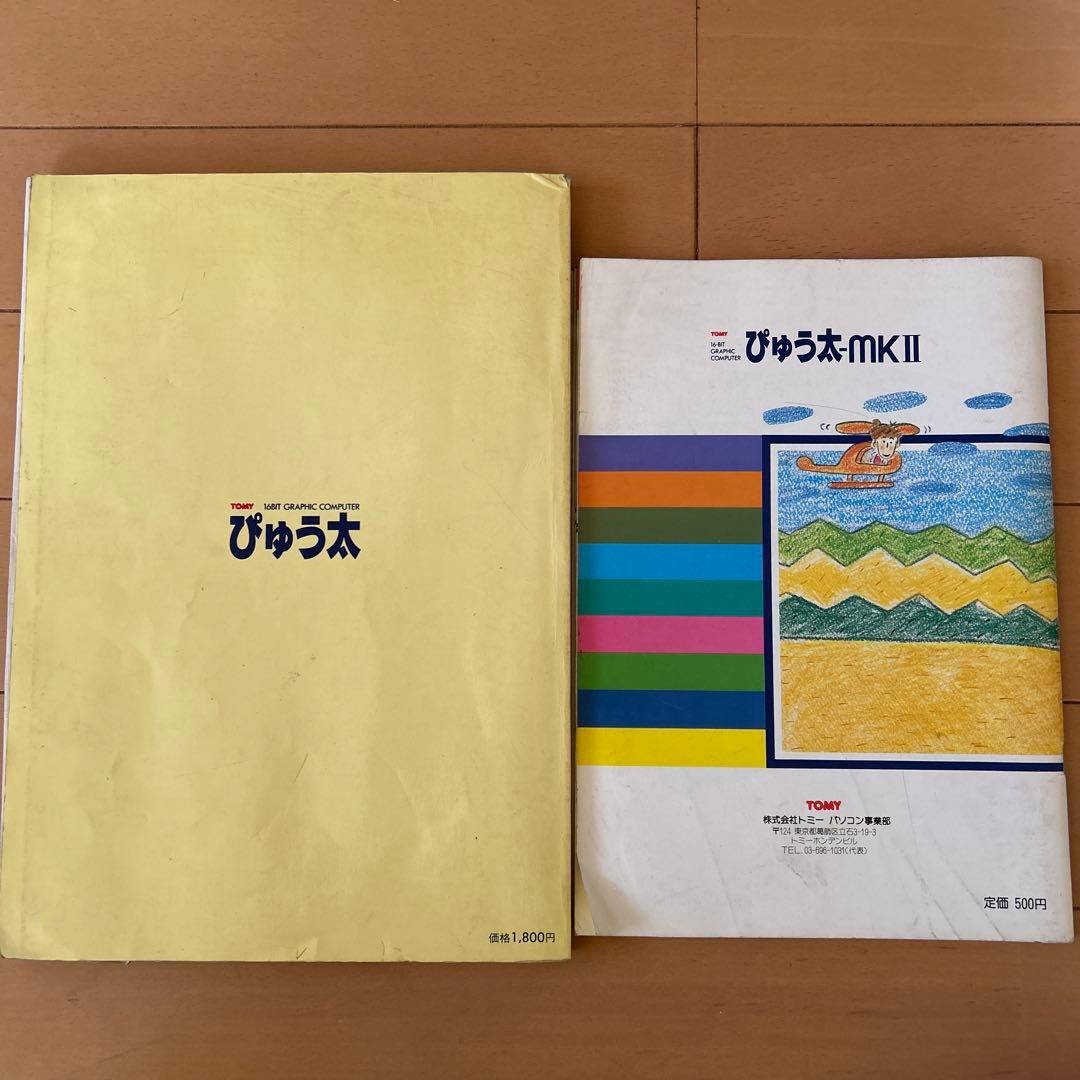 TOMY 16BIT GRAPHIC COMPUTER
ぴゅう太
価格1,800円
TOMY
16-BIT
GRAPHIC
COMPUTER
ぴゅう太-mKII
TOMY
株式会社トミー パソコン事業部
〒124 東京都葛飾区立石3-19-3
トミーホンデンビル
TEL.03-696-1031(代表)
定価 500円